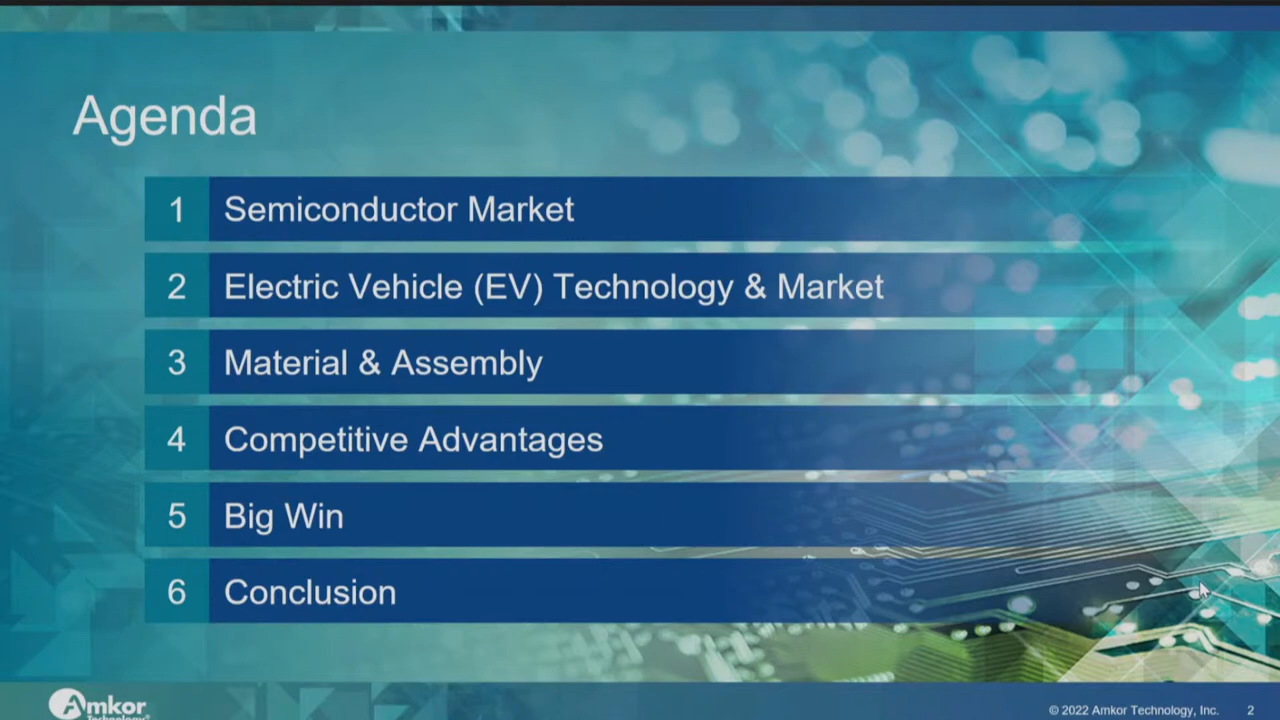 Agenda
1 Semiconductor Market
2 Electric Vehicle (EV) Technology & Market
3 Material & Assembly
4 Competitive Advantages
5 Big Win
6 Conclusion
Amkor
Technology®
© 2022 Amkor Technology, Inc. 2